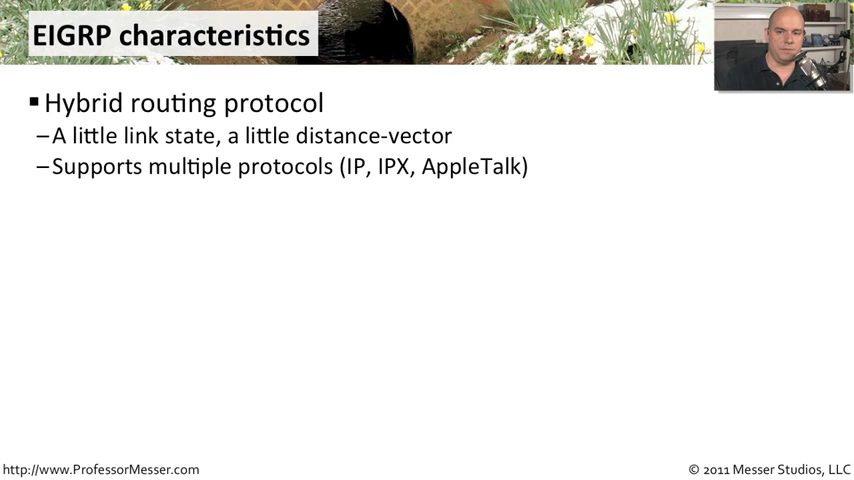 EIGRP characteristics
▪ Hybrid routing protocol
–A little link state, a little distance-vector
–Supports multiple protocols (IP, IPX, AppleTalk)
http://www.ProfessorMesser.com
© 2011 Messer Studios, LLC